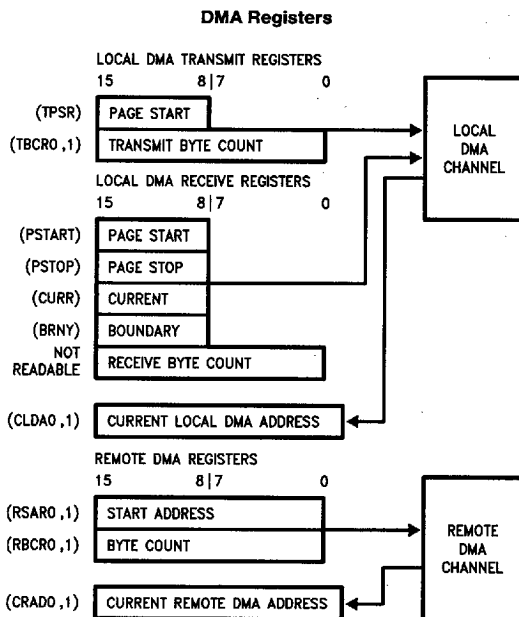 DMA Registers
LOCAL DMA TRANSMIT REGISTERS
15 8|7 0
(TPSR) PAGE START
(TBCR0,1) TRANSMIT BYTE COUNT
LOCAL DMA CHANNEL
LOCAL DMA RECEIVE REGISTERS
15 8|7 0
(PSTART) PAGE START
(PSTOP) PAGE STOP
(CURR) CURRENT
(BRNY) BOUNDARY
NOT READABLE RECEIVE BYTE COUNT
(CLDA0,1) CURRENT LOCAL DMA ADDRESS
REMOTE DMA REGISTERS
15 8|7 0
(RSAR0,1) START ADDRESS
(RBCR0,1) BYTE COUNT
REMOTE DMA CHANNEL
(CRAD0,1) CURRENT REMOTE DMA ADDRESS